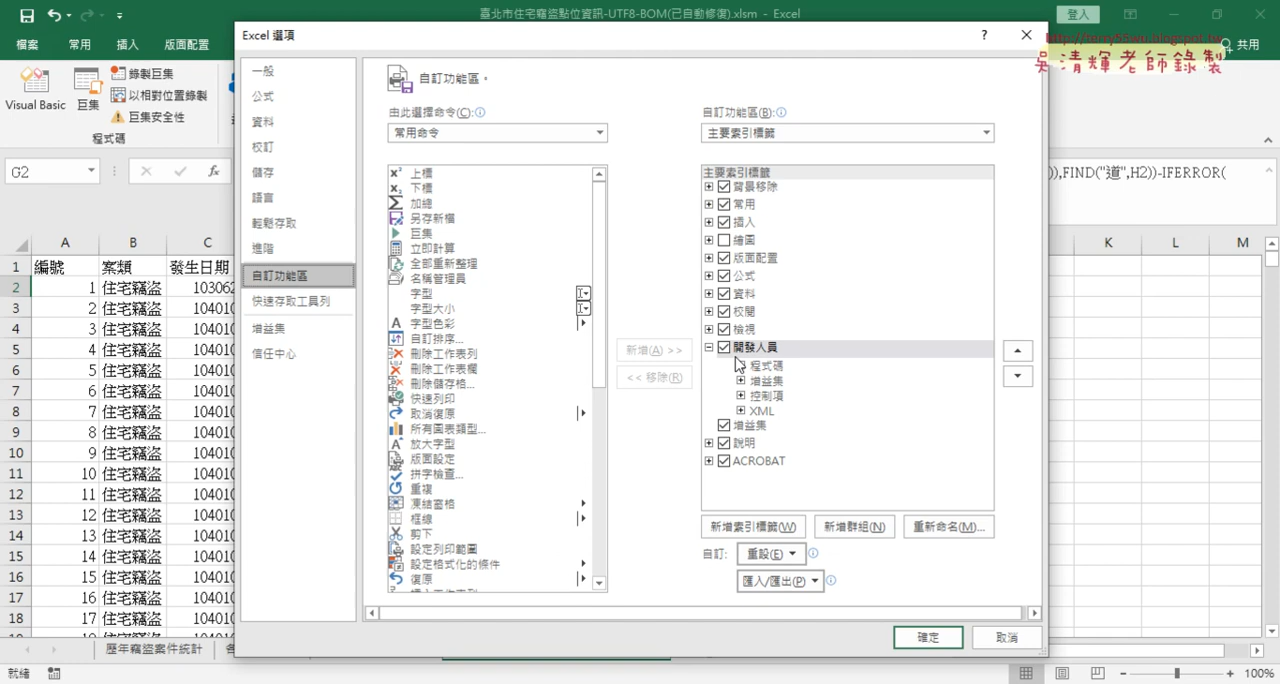 臺北市住宅竊盜點位資訊-UTF8-BOM(已自動修復).xlsm - Excel
登入
檔案
常用
插入
版面配置
共用
http://terry55wu.blogspot.tw
吳清輝老師錄製
Visual Basic
巨集
錄製巨集
以相對位置錄製
巨集安全性
程式碼
G2
fx
)),FIND("道",H2))-IFERROR(
A
B
C
K
L
M
1 編號 案類 發生日期
2 1 住宅竊盜 103062
3 2 住宅竊盜 104010
4 3 住宅竊盜 104010
5 4 住宅竊盜 104010
6 5 住宅竊盜 104010
7 6 住宅竊盜 104010
8 7 住宅竊盜 104010
9 8 住宅竊盜 104010
10 9 住宅竊盜 104010
11 10 住宅竊盜 104010
12 11 住宅竊盜 104010
13 12 住宅竊盜 104010
14 13 住宅竊盜 104010
15 14 住宅竊盜 104010
16 15 住宅竊盜 104010
17 16 住宅竊盜 104010
18 17 住宅竊盜 104010
歷年竊盜案件統計
就緒
100%
Excel 選項
?
一般
公式
資料
校訂
儲存
語言
輕鬆存取
進階
自訂功能區
快速存取工具列
增益集
信任中心
自訂功能區。
由此選擇命令(C):
常用命令
上標
下標
加總
另存新檔
巨集
立即計算
全部重新整理
名稱管理員
字型
字型大小
字型色彩
自訂排序...
刪除工作表列
刪除工作表欄
刪除儲存格...
快速列印
取消復原
所有圖表類型...
放大字型
版面設定
拼字檢查...
重複
凍結窗格
框線
剪下
設定列印範圍
設定格式化的條件
復原
新增(A) >>
<< 移除(R)
自訂功能區(B):
主要索引標籤
主要索引標籤
背景移除
常用
插入
繪圖
版面配置
公式
資料
校閱
檢視
開發人員
程式碼
增益集
控制項
XML
增益集
說明
ACROBAT
新增索引標籤(W)
新增群組(N)
重新命名(M)...
自訂:
重設(E)
匯入/匯出(P)
確定
取消